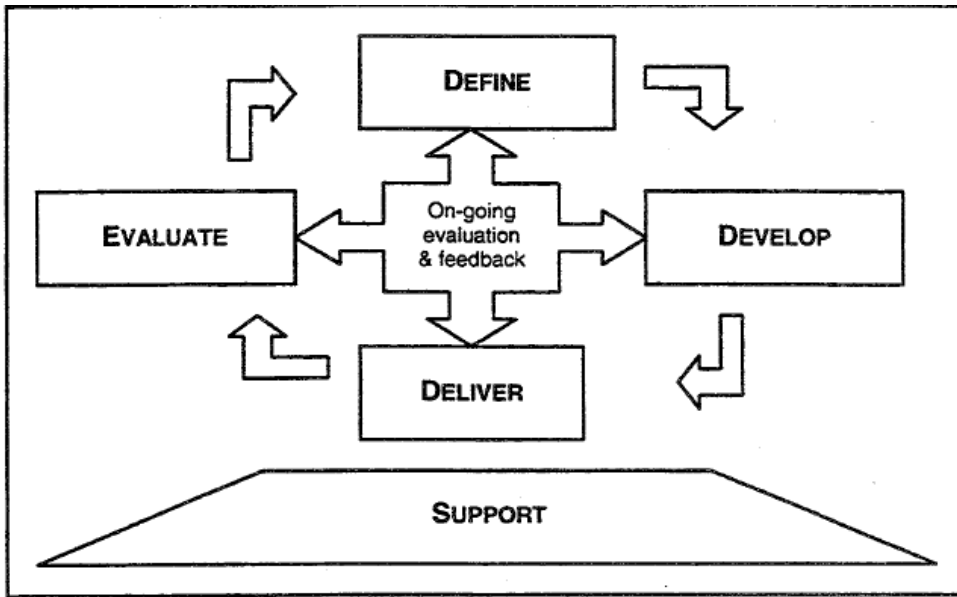 DEFINE
EVALUATE
On-going
evaluation
& feedback
DEVELOP
DELIVER
SUPPORT